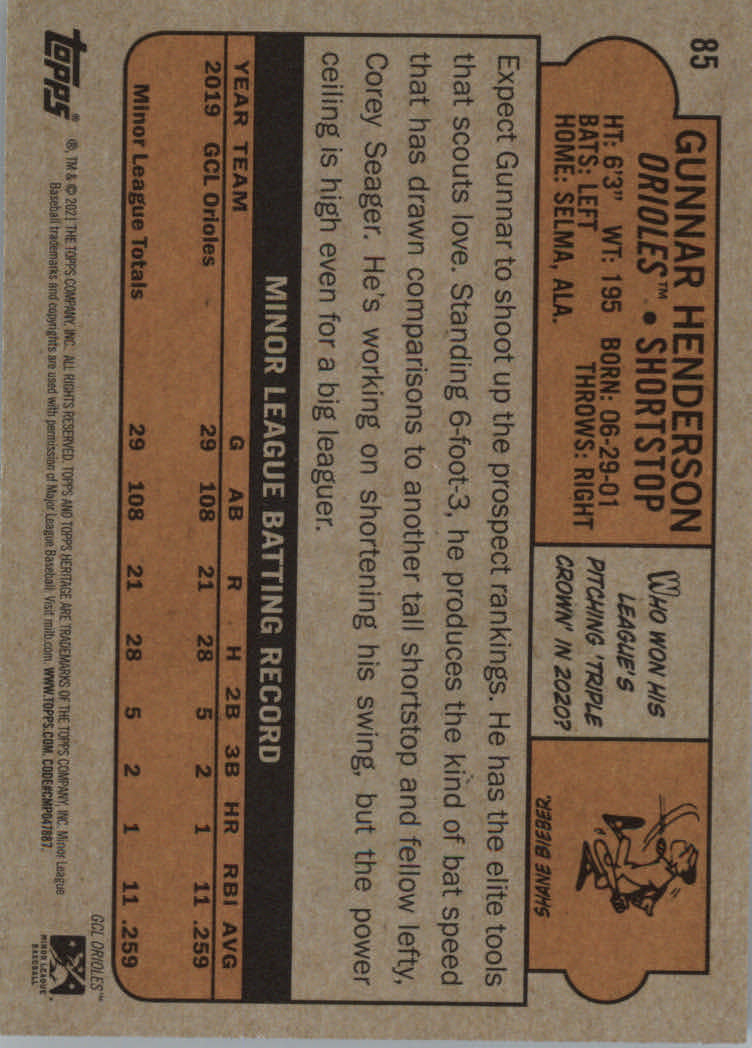 85
GUNNAR HENDERSON
ORIOLES™ • SHORTSTOP
HT: 6'3" WT: 195 BORN: 06-29-01
BATS: LEFT THROWS: RIGHT
HOME: SELMA, ALA.
WHO WON HIS
LEAGUE'S
PITCHING 'TRIPLE
CROWN' IN 2020?
SHANE BIEBER.
Expect Gunnar to shoot up the prospect rankings. He has the elite tools
that scouts love. Standing 6-foot-3, he produces the kind of bat speed
that has drawn comparisons to another tall shortstop and fellow lefty,
Corey Seager. He's working on shortening his swing, but the power
ceiling is high even for a big leaguer.
MINOR LEAGUE BATTING RECORD
YEAR TEAM G AB R H 2B 3B HR RBI AVG
2019 GCL Orioles 29 108 21 28 5 2 1 11 .259
Minor League Totals 29 108 21 28 5 2 1 11 .259
GCL ORIOLES™
topps®
®, TM & © 2021 THE TOPPS COMPANY, INC. ALL RIGHTS RESERVED. TOPPS AND TOPPS HERITAGE ARE TRADEMARKS OF THE TOPPS COMPANY, INC. Minor League
Baseball trademarks and copyrights are used with permission of Major League Baseball. Visit milb.com. WWW.TOPPS.COM. CODE#CMP047887.
MINOR LEAGUE
BASEBALL